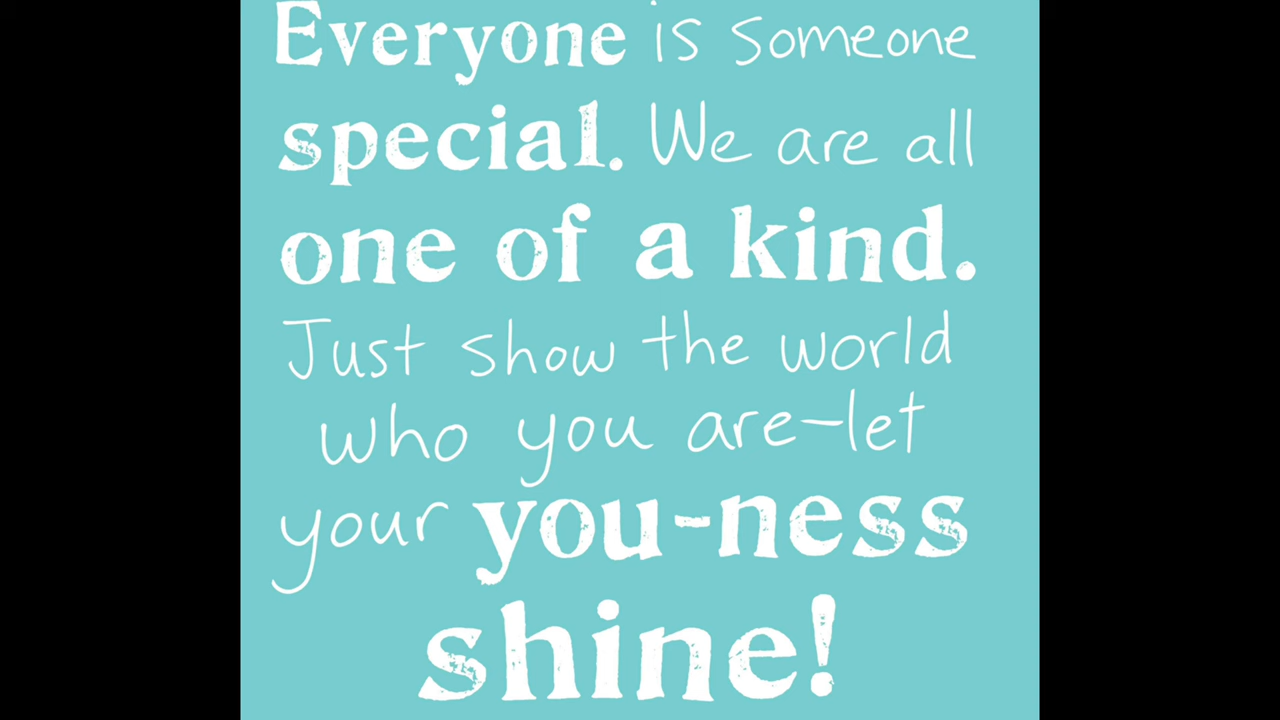 Everyone is someone
special. We are all
one of a kind.
Just show the world
who you are–let
your you-ness
shine!